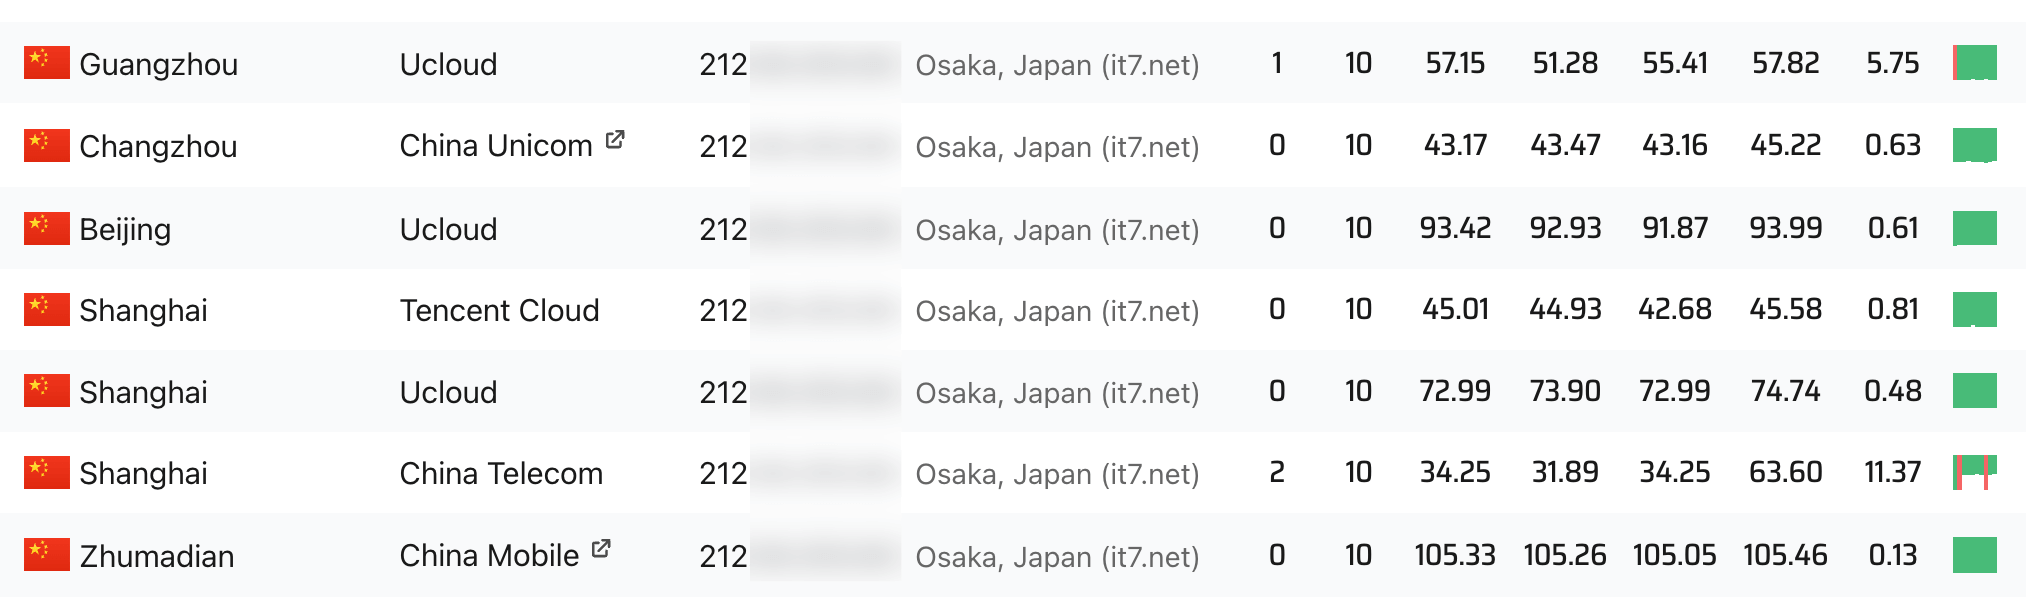 Guangzhou Ucloud 212 Osaka, Japan (it7.net) 1 10 57.15 51.28 55.41 57.82 5.75
Changzhou China Unicom 212 Osaka, Japan (it7.net) 0 10 43.17 43.47 43.16 45.22 0.63
Beijing Ucloud 212 Osaka, Japan (it7.net) 0 10 93.42 92.93 91.87 93.99 0.61
Shanghai Tencent Cloud 212 Osaka, Japan (it7.net) 0 10 45.01 44.93 42.68 45.58 0.81
Shanghai Ucloud 212 Osaka, Japan (it7.net) 0 10 72.99 73.90 72.99 74.74 0.48
Shanghai China Telecom 212 Osaka, Japan (it7.net) 2 10 34.25 31.89 34.25 63.60 11.37
Zhumadian China Mobile 212 Osaka, Japan (it7.net) 0 10 105.33 105.26 105.05 105.46 0.13